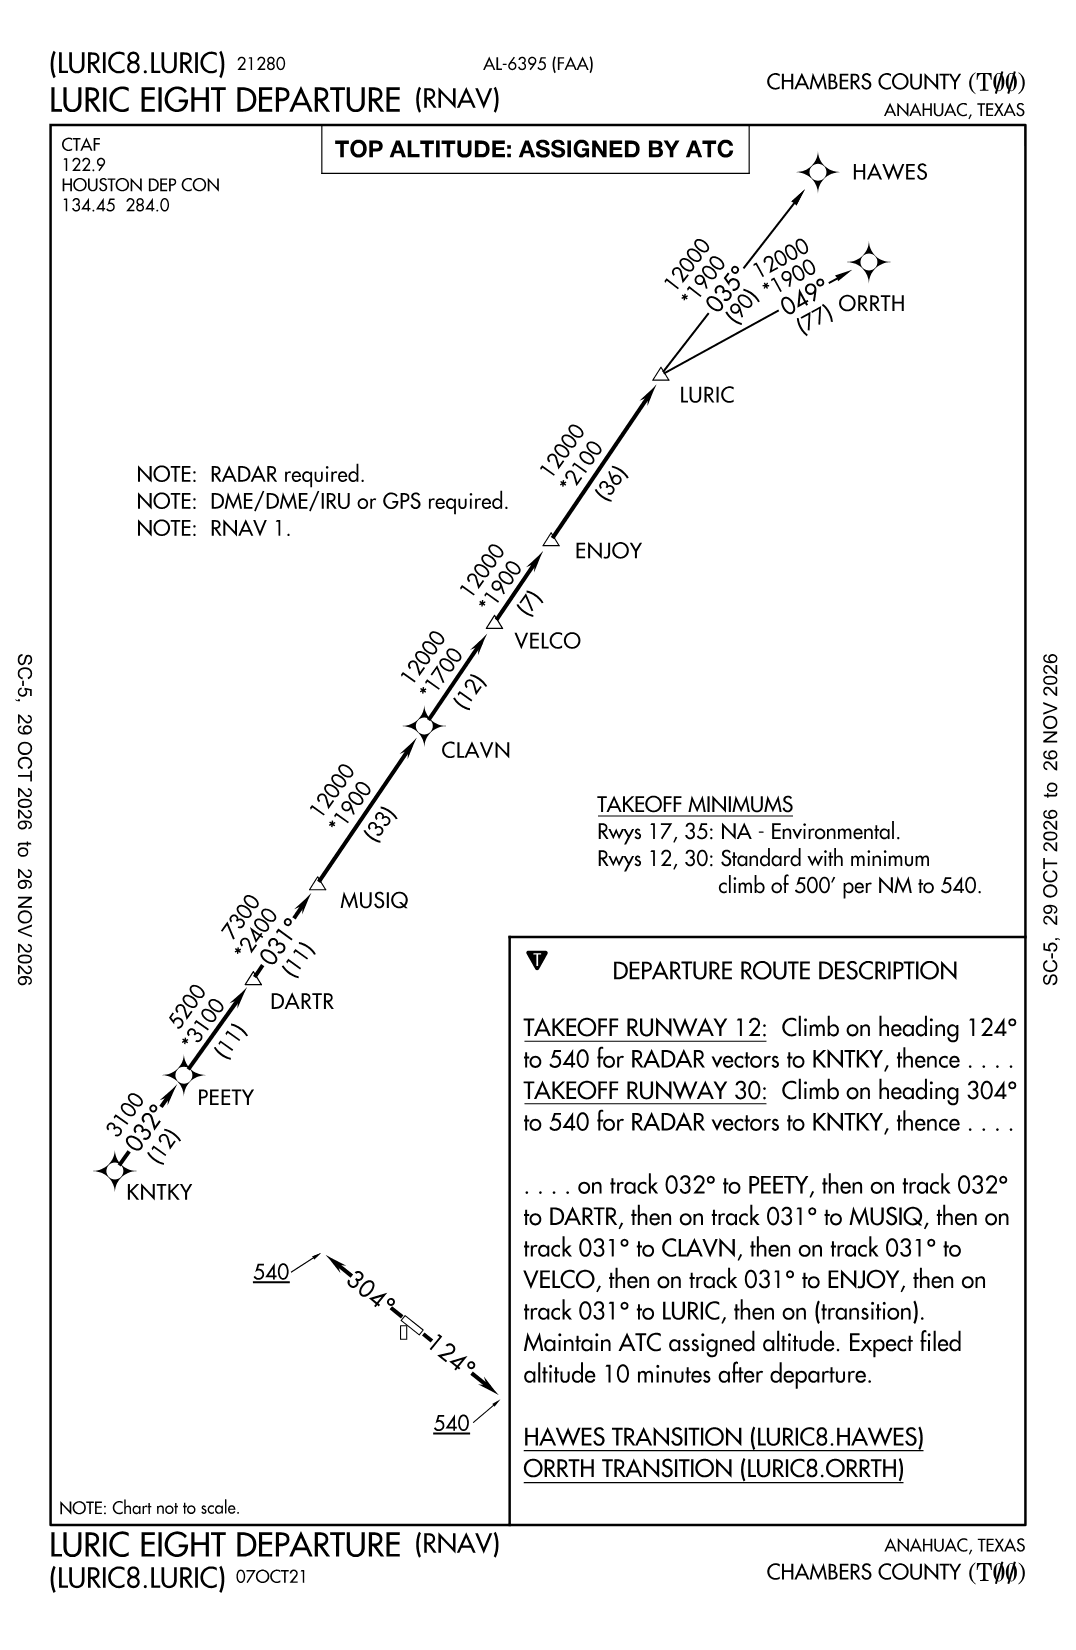 (LURIC8.LURIC) 21280
AL-6395 (FAA)
LURIC EIGHT DEPARTURE (RNAV)
CHAMBERS COUNTY (T00)
ANAHUAC, TEXAS
CTAF
122.9
HOUSTON DEP CON
134.45 284.0
TOP ALTITUDE: ASSIGNED BY ATC
HAWES
12000
*1900
035°
(90)
12000
*1900
049°
(77)
ORRTH
LURIC
12000
*2100
(36)
NOTE: RADAR required.
NOTE: DME/DME/IRU or GPS required.
NOTE: RNAV 1.
ENJOY
12000
*1900
(7)
VELCO
12000
*1700
(12)
CLAVN
12000
*1900
(33)
TAKEOFF MINIMUMS
Rwys 17, 35: NA - Environmental.
Rwys 12, 30: Standard with minimum
climb of 500' per NM to 540.
MUSIQ
7300
*2400
031°
(11)
DARTR
5200
*3100
(11)
PEETY
3100
032°
(12)
KNTKY
540
304°
124°
540
NOTE: Chart not to scale.
T
DEPARTURE ROUTE DESCRIPTION
TAKEOFF RUNWAY 12: Climb on heading 124°
to 540 for RADAR vectors to KNTKY, thence . . . .
TAKEOFF RUNWAY 30: Climb on heading 304°
to 540 for RADAR vectors to KNTKY, thence . . . .
. . . . on track 032° to PEETY, then on track 032°
to DARTR, then on track 031° to MUSIQ, then on
track 031° to CLAVN, then on track 031° to
VELCO, then on track 031° to ENJOY, then on
track 031° to LURIC, then on (transition).
Maintain ATC assigned altitude. Expect filed
altitude 10 minutes after departure.
HAWES TRANSITION (LURIC8.HAWES)
ORRTH TRANSITION (LURIC8.ORRTH)
SC-5, 29 OCT 2026 to 26 NOV 2026
SC-5, 29 OCT 2026 to 26 NOV 2026
LURIC EIGHT DEPARTURE (RNAV)
(LURIC8.LURIC) 07OCT21
ANAHUAC, TEXAS
CHAMBERS COUNTY (T00)